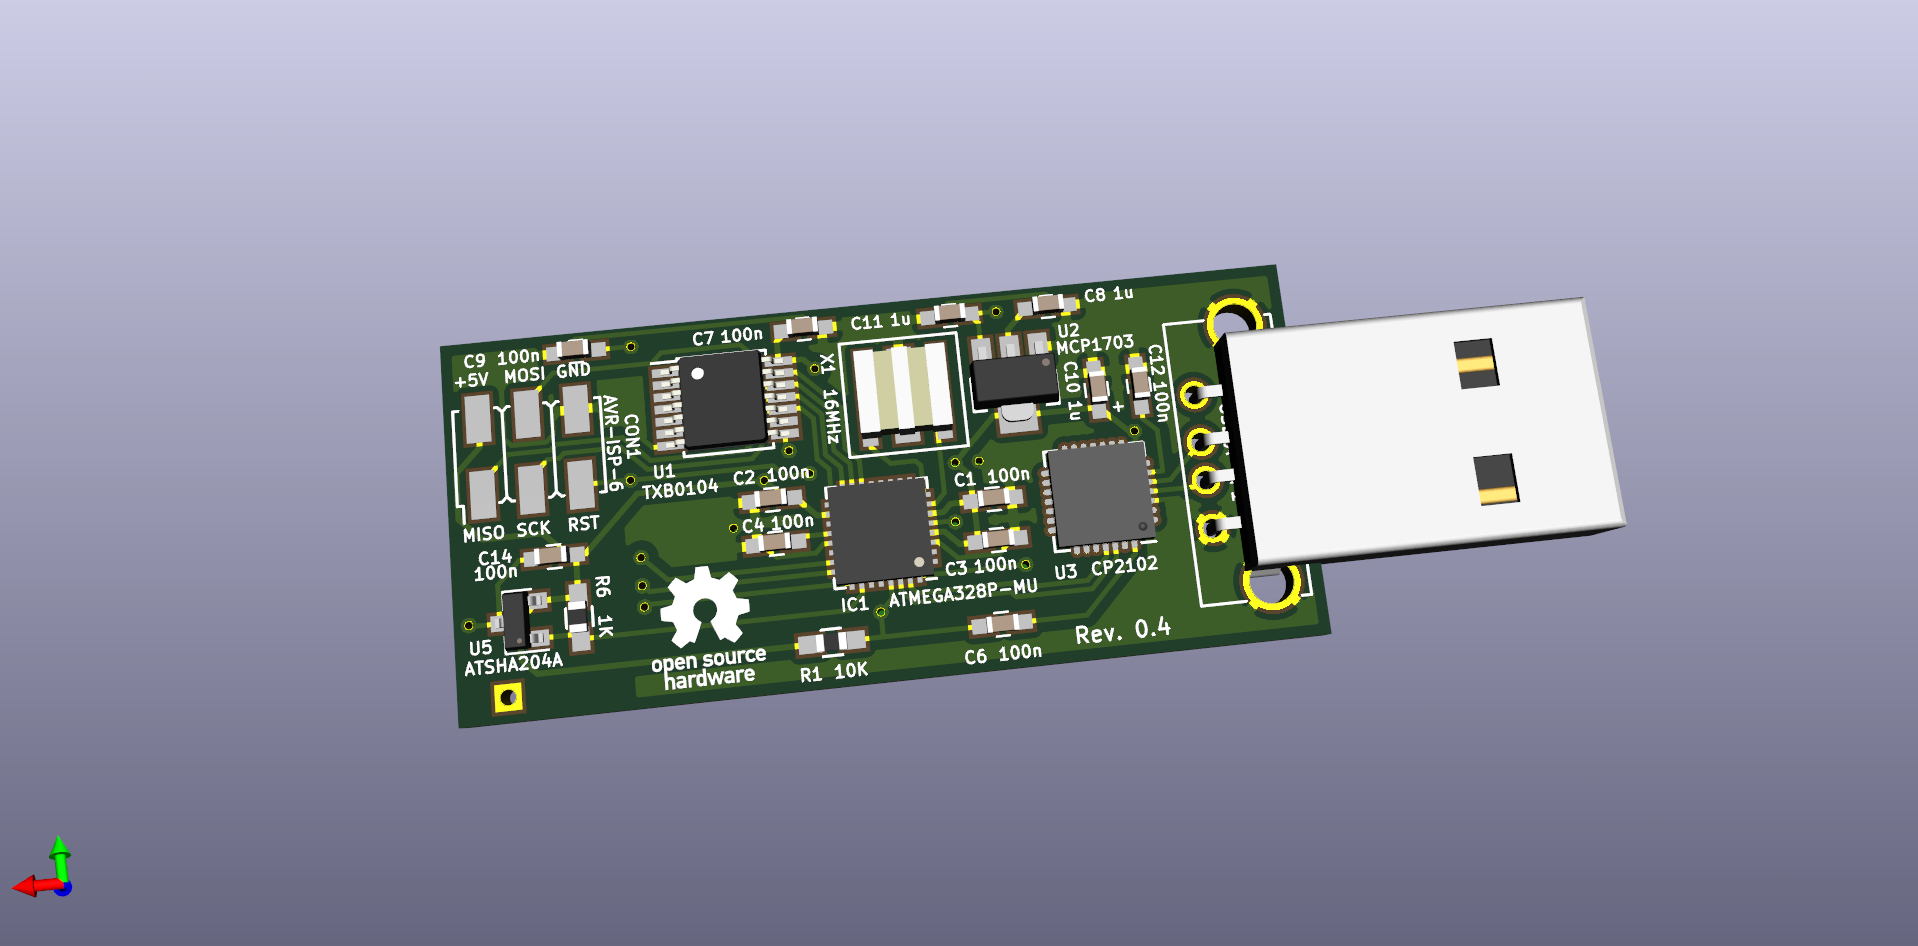 C9 100n
+5V MOSI GND
C7 100n
C11 1u
C8 1u
U2
MCP1703
X1 16MHz
C10 1u
+
C12 100n
CON1
AVR-ISP-6
U1
TXB0104
C2 100n
C1 100n
MISO SCK RST
C4 100n
C14
100n
C3 100n
U3 CP2102
R6 1K
IC1 ATMEGA328P-MU
U5
ATSHA204A
open source
hardware
R1 10K
C6 100n
Rev. 0.4